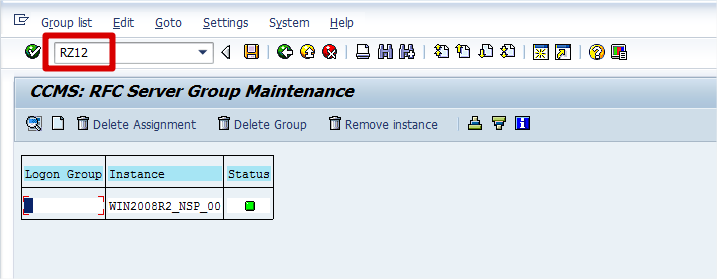 Group list Edit Goto Settings System Help
RZ12
CCMS: RFC Server Group Maintenance
Delete Assignment Delete Group Remove instance
Logon Group Instance Status
WIN2008R2_NSP_00